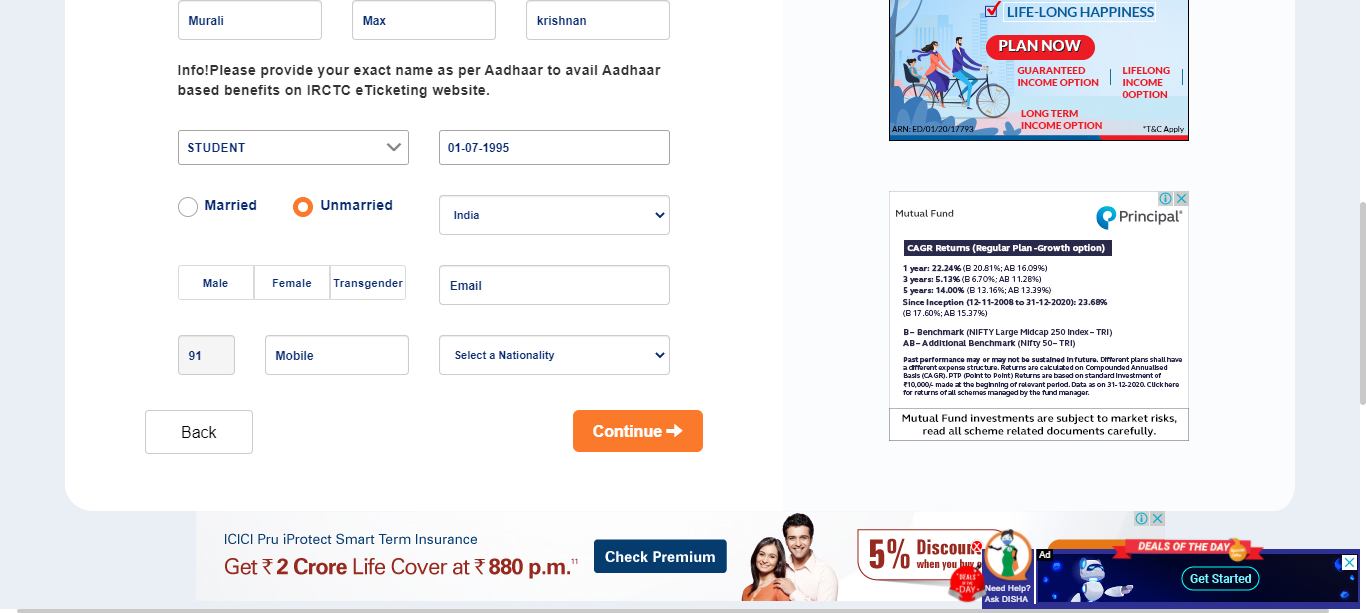 Murali
Max
krishnan
Info!Please provide your exact name as per Aadhaar to avail Aadhaar
based benefits on IRCTC eTicketing website.
STUDENT
01-07-1995
Married
Unmarried
India
Male
Female
Transgender
Email
91
Mobile
Select a Nationality
Back
Continue
LIFE-LONG HAPPINESS
PLAN NOW
GUARANTEED
INCOME OPTION
LIFELONG
INCOME
0OPTION
LONG TERM
INCOME OPTION
ARN: ED/01/20/17793
*T&C Apply
Mutual Fund
Principal®
CAGR Returns (Regular Plan -Growth option)
1 year: 22.24% (B 20.81%; AB 16.09%)
3 years: 5.13% (B 6.70%; AB 11.28%)
5 years: 14.00% (B 13.16%; AB 13.39%)
Since Inception (12-11-2008 to 31-12-2020): 23.68%
(B 17.60%; AB 15.37%)
B– Benchmark (NIFTY Large Midcap 250 Index – TRI)
AB– Additional Benchmark (Nifty 50– TRI)
Past performance may or may not be sustained in future. Different plans shall have
a different expense structure. Returns are calculated on Compounded Annualised
Basis (CAGR). PTP (Point to Point) Returns are based on standard investment of
₹10,000/- made at the beginning of relevant period. Data as on 31-12-2020. Click here
for returns of all schemes managed by the fund manager.
Mutual Fund investments are subject to market risks,
read all scheme related documents carefully.
ICICI Pru iProtect Smart Term Insurance
Get ₹ 2 Crore Life Cover at ₹ 880 p.m.11
Check Premium
5% Discoun
when you buy
DEALS
OF THE
DAY
Need Help?
Ask DISHA
Ad
DEALS OF THE DAY
Get Started